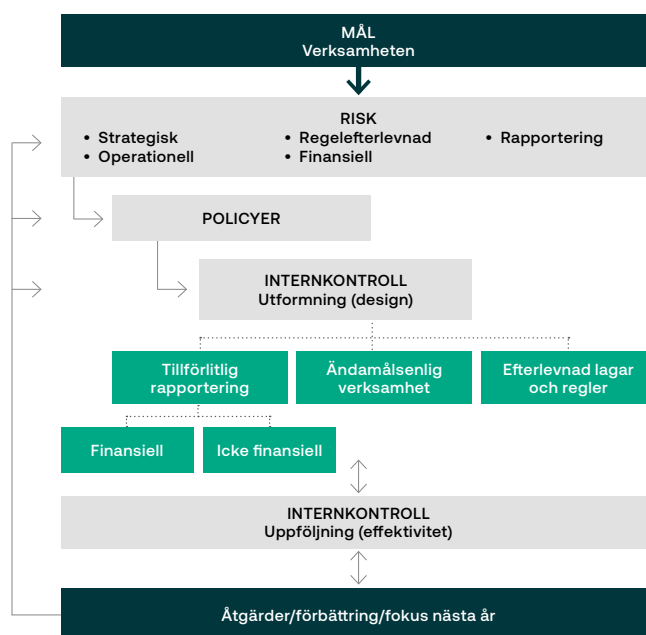 MÅL
Verksamheten
RISK
• Strategisk
• Operationell
• Regelefterlevnad
• Finansiell
• Rapportering
POLICYER
INTERNKONTROLL
Utformning (design)
Tillförlitlig
rapportering
Ändamålsenlig
verksamhet
Efterlevnad lagar
och regler
Finansiell
Icke finansiell
INTERNKONTROLL
Uppföljning (effektivitet)
Åtgärder/förbättring/fokus nästa år